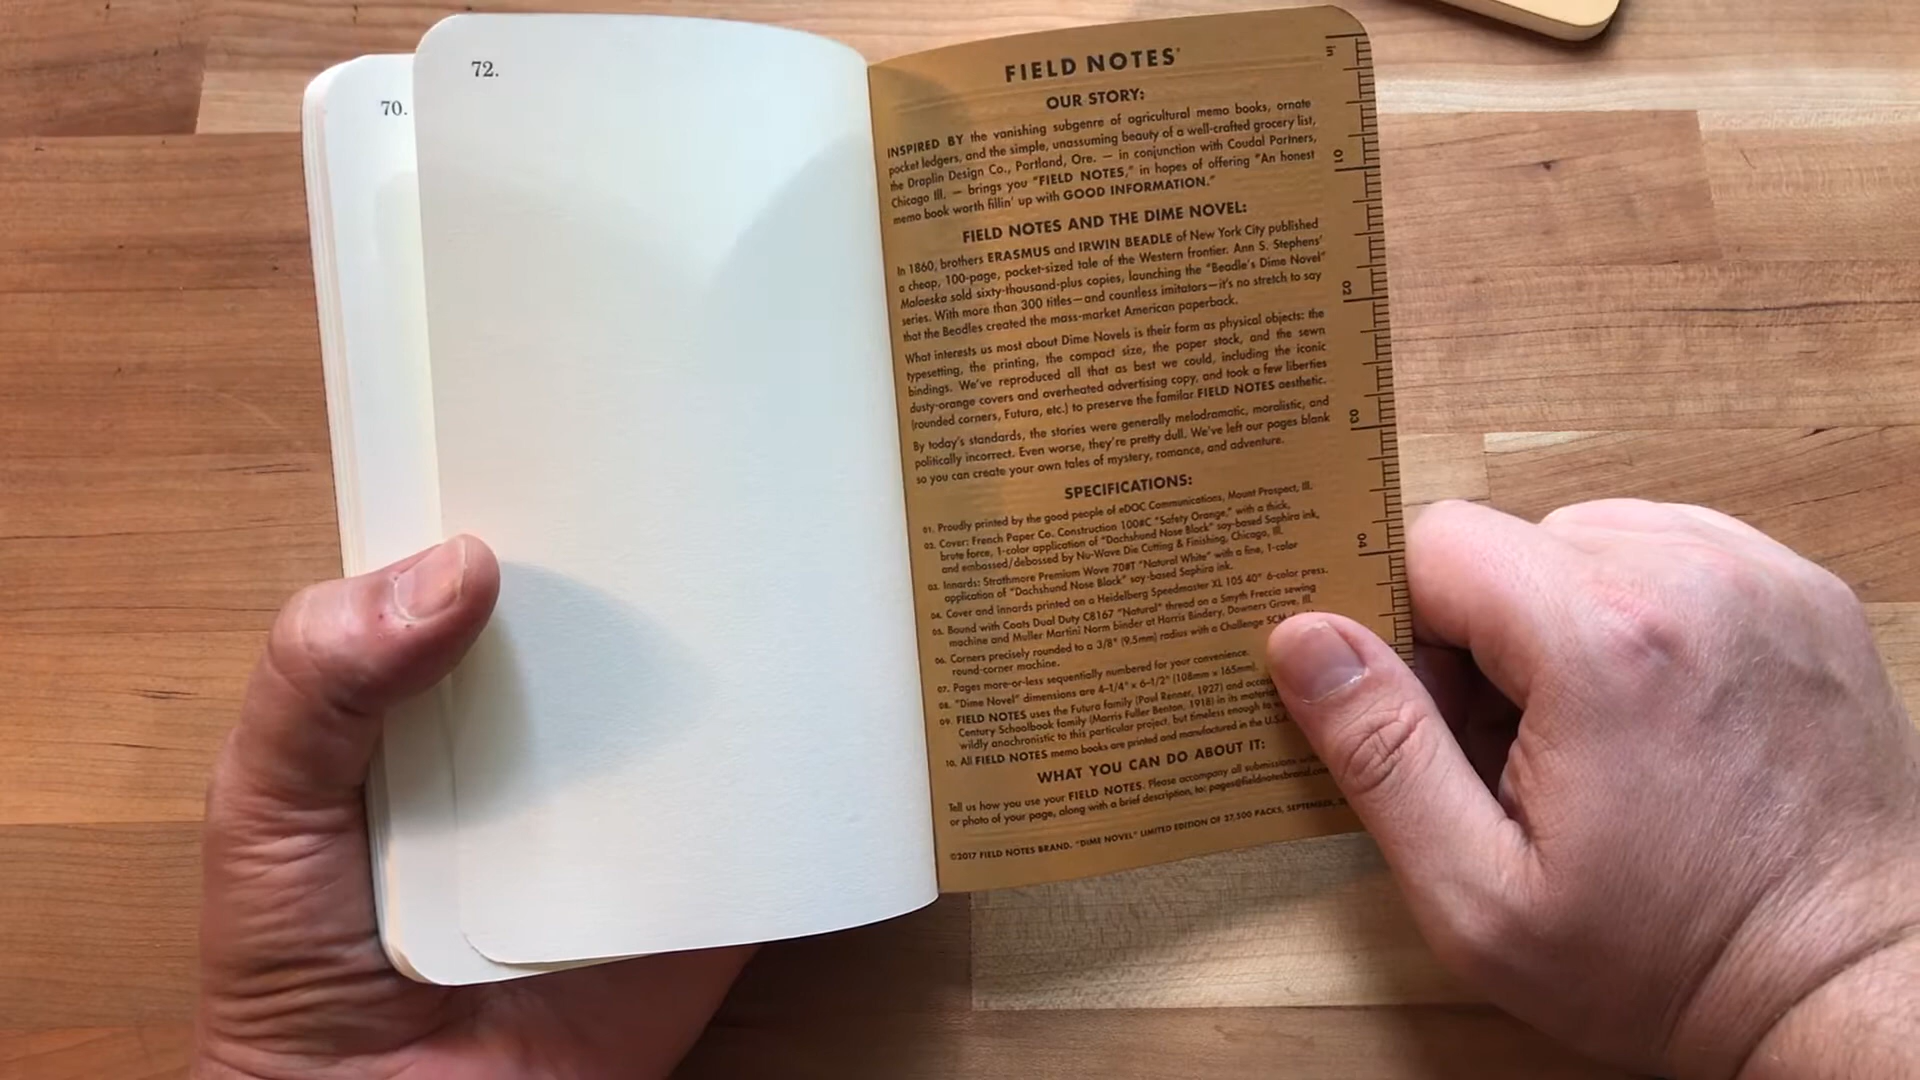 70.
72.
FIELD NOTES
OUR STORY:
INSPIRED BY the vanishing subgenre of agricultural memo books, ornate
pocket ledgers, and the simple, unassuming beauty of a well-crafted grocery list,
the Draplin Design Co., Portland, Ore. — in conjunction with Coudal Partners,
Chicago Ill. — brings you "FIELD NOTES," in hopes of offering "An honest
memo book worth fillin' up with GOOD INFORMATION."
FIELD NOTES AND THE DIME NOVEL:
In 1860, brothers ERASMUS and IRWIN BEADLE of New York City published
a cheap, 100-page, pocket-sized tale of the Western frontier. Ann S. Stephens'
Malaeska sold sixty-thousand-plus copies, launching the "Beadle's Dime Novel"
series. With more than 300 titles—and countless imitators—it's no stretch to say
that the Beadles created the mass-market American paperback.
What interests us most about Dime Novels is their form as physical objects: the
typesetting, the printing, the compact size, the paper stock, and the sewn
bindings. We've reproduced all that as best we could, including the iconic
dusty-orange covers and overheated advertising copy, and took a few liberties
(rounded corners, Futura, etc.) to preserve the familar FIELD NOTES aesthetic.
By today's standards, the stories were generally melodramatic, moralistic, and
politically incorrect. Even worse, they're pretty dull. We've left our pages blank
so you can create your own tales of mystery, romance, and adventure.
SPECIFICATIONS:
01. Proudly printed by the good people of eDOC Communications, Mount Prospect, Ill.
02. Cover: French Paper Co. Construction 100#C "Safety Orange," with a thick,
brute force, 1-color application of "Dachshund Nose Black" soy-based Saphira ink,
and embossed/debossed by Nu-Wave Die Cutting & Finishing, Chicago, Ill.
03. Innards: Strathmore Premium Wove 70#T "Natural White" with a fine, 1-color
application of "Dachshund Nose Black" soy-based Saphira ink.
04. Cover and innards printed on a Heidelberg Speedmaster XL 105 40" 6-color press.
05. Bound with Coats Dual Duty C8167 "Natural" thread on a Smyth Freccia sewing
machine and Muller Martini Norm binder at Harris Bindery, Downers Grove, Ill.
06. Corners precisely rounded to a 3/8" (9.5mm) radius with a Challenge SCM
round-corner machine.
07. Pages more-or-less sequentially numbered for your convenience.
08. "Dime Novel" dimensions are 4-1/4" x 6-1/2" (108mm x 165mm).
09. FIELD NOTES uses the Futura family (Paul Renner, 1927) and
Century Schoolbook family (Morris Fuller Benton, 1918) in its
wildly anachronistic to this particular project, but timeless enough to
10. All FIELD NOTES memo books are printed and manufactured in the U.S.A.
WHAT YOU CAN DO ABOUT IT:
Tell us how you use your FIELD NOTES. Please accompany all submissions
or photo of your page, along with a brief description, to: pages@fieldnotesbrand.com
©2017 FIELD NOTES BRAND. "DIME NOVEL" LIMITED EDITION OF 27,500 PACKS, SEPTEMBER,
in
01
02
03
04